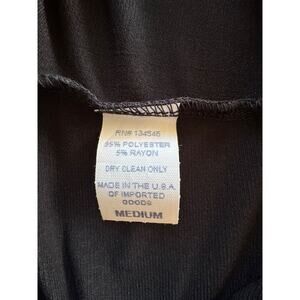 RN# 134545
95% POLYESTER
5% RAYON
DRY CLEAN ONLY
MADE IN THE U.S.A.
OF IMPORTED
GOODS
MEDIUM